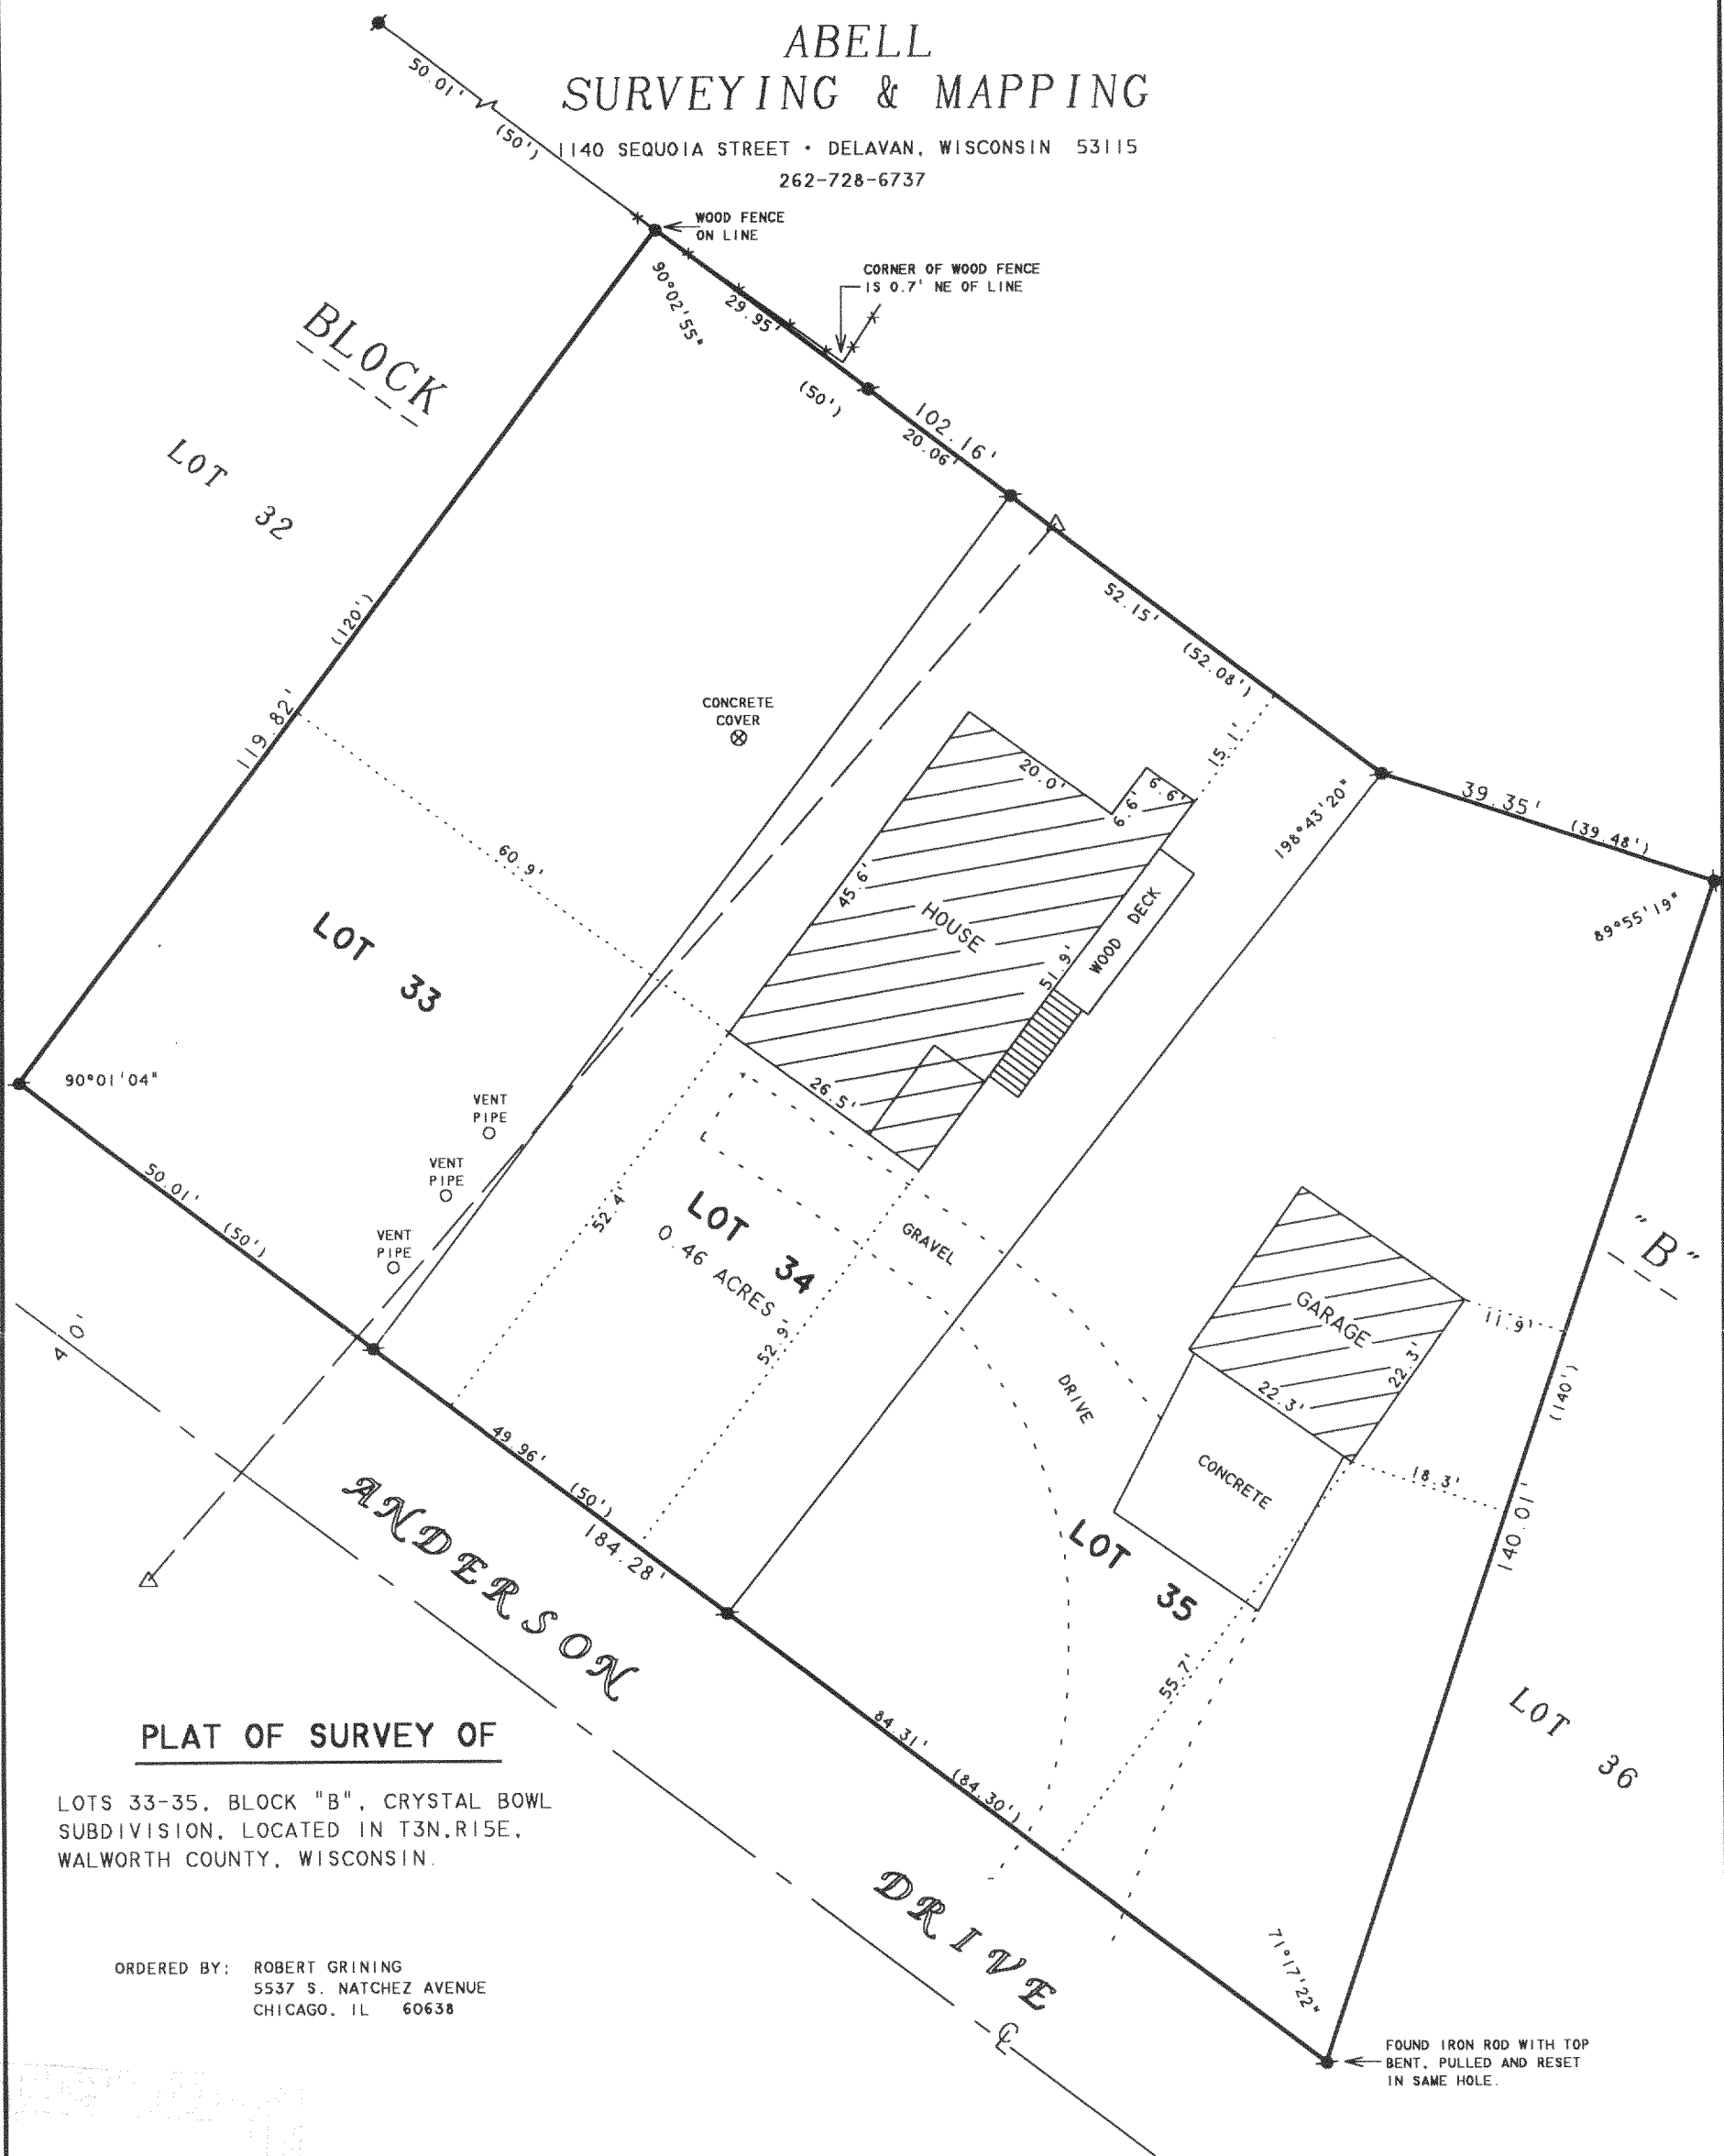 ABELL
SURVEYING & MAPPING
1140 SEQUOIA STREET • DELAVAN, WISCONSIN 53115
262-728-6737
50.01'
(50')
WOOD FENCE
ON LINE
CORNER OF WOOD FENCE
IS 0.7' NE OF LINE
90°02'55"
29.95'
(50')
102.16'
20.06'
BLOCK
LOT 32
(120')
119.82'
52.15'
(52.08')
CONCRETE
COVER
15.1'
20.0'
6.6'
6.6'
198°43'20"
39.35'
(39.48')
89°55'19"
60.9'
45.6'
HOUSE
WOOD DECK
51.9'
LOT 33
90°01'04"
26.5'
VENT
PIPE
VENT
PIPE
VENT
PIPE
50.01'
(50')
52.4'
LOT 34
0.46 ACRES
52.9'
GRAVEL
DRIVE
"B"
GARAGE
11.9'
22.3'
22.3'
(140')
18.3'
CONCRETE
140.01'
40'
49.96'
(50')
184.28'
LOT 35
55.7'
ANDERSON
DRIVE
84.31'
(84.30')
LOT 36
71°17'22"
℄
PLAT OF SURVEY OF
LOTS 33-35, BLOCK "B", CRYSTAL BOWL
SUBDIVISION, LOCATED IN T3N,R15E,
WALWORTH COUNTY, WISCONSIN.
ORDERED BY: ROBERT GRINING
5537 S. NATCHEZ AVENUE
CHICAGO, IL 60638
FOUND IRON ROD WITH TOP
BENT, PULLED AND RESET
IN SAME HOLE.